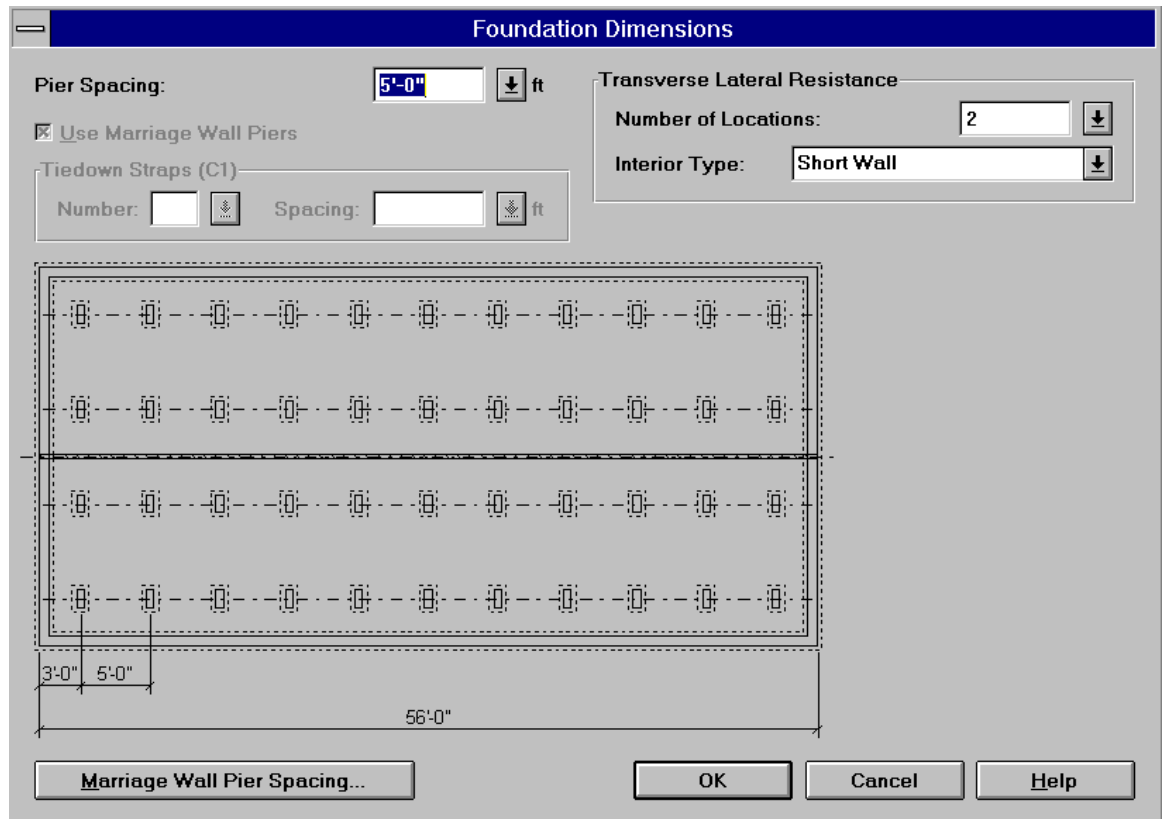 Foundation Dimensions
Pier Spacing: 5'-0" ft
Use Marriage Wall Piers
Tiedown Straps (C1)
Number: Spacing: ft
Transverse Lateral Resistance
Number of Locations: 2
Interior Type: Short Wall
3'-0" 5'-0"
56'-0"
Marriage Wall Pier Spacing... OK Cancel Help